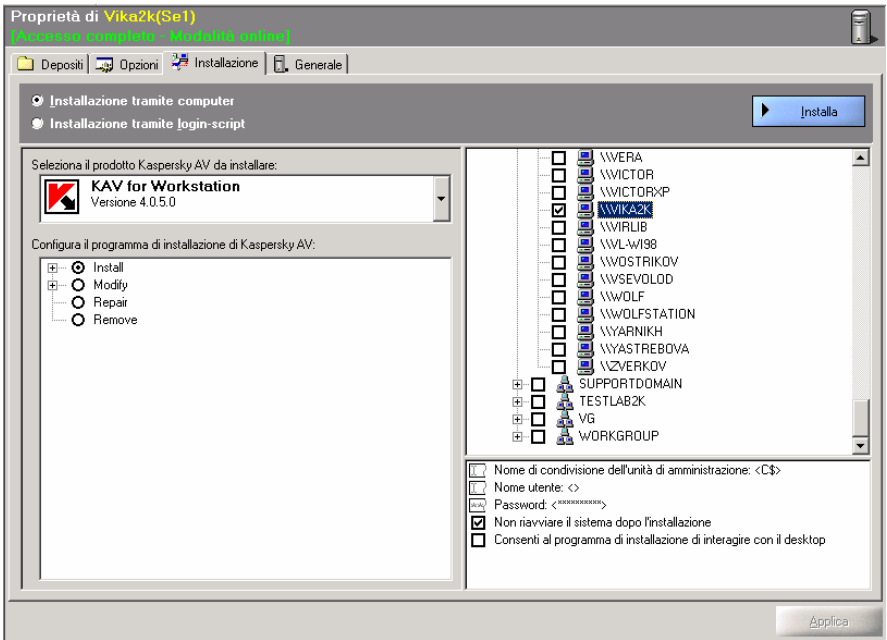 Proprietà di Vika2k(Se1)
[Accesso completo - Modalità online]
Depositi Opzioni Installazione Generale
Installazione tramite computer
Installazione tramite login-script
Installa
Seleziona il prodotto Kaspersky AV da installare:
KAV for Workstation
Versione 4.0.5.0
Configura il programma di installazione di Kaspersky AV:
Install
Modify
Repair
Remove
\\VERA
\\VICTOR
\\VICTORXP
\\VIKA2K
\\VIRLIB
\\VL-WI98
\\VOSTRIKOV
\\VSEVOLOD
\\WOLF
\\WOLFSTATION
\\YARNIKH
\\YASTREBOVA
\\ZVERKOV
SUPPORTDOMAIN
TESTLAB2K
VG
WORKGROUP
Nome di condivisione dell'unità di amministrazione: <C$>
Nome utente: <>
Password: <**********>
Non riavviare il sistema dopo l'installazione
Consenti al programma di installazione di interagire con il desktop
Applica